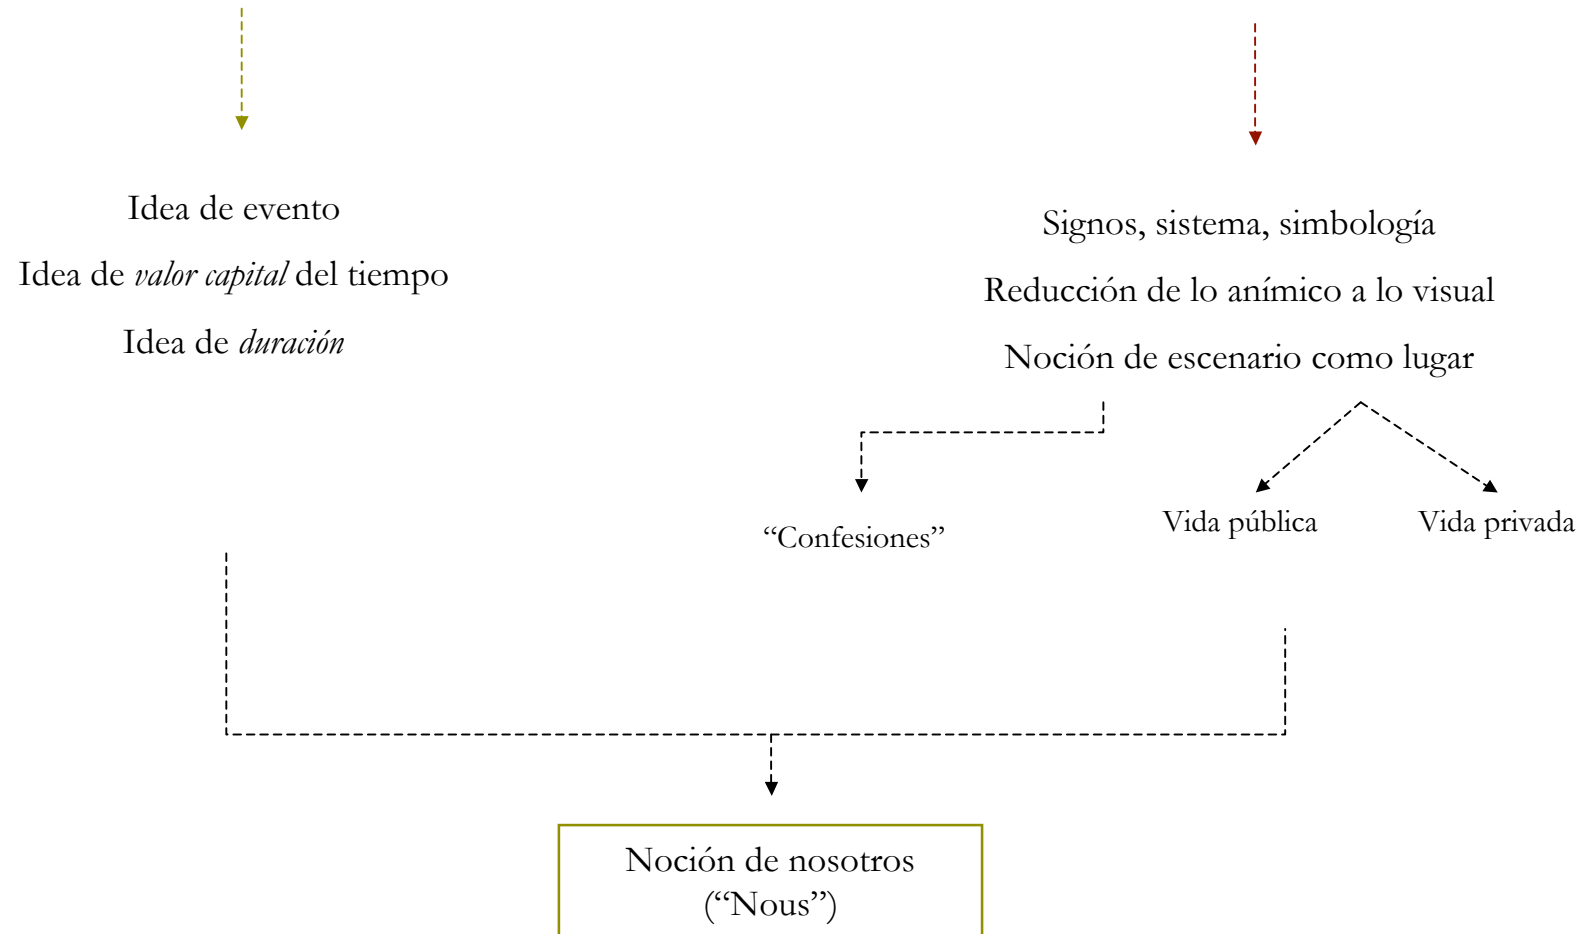 Idea de evento
Idea de valor capital del tiempo
Idea de duración
Signos, sistema, simbología
Reducción de lo anímico a lo visual
Noción de escenario como lugar
“Confesiones”
Vida pública
Vida privada
Noción de nosotros
(“Nous”)